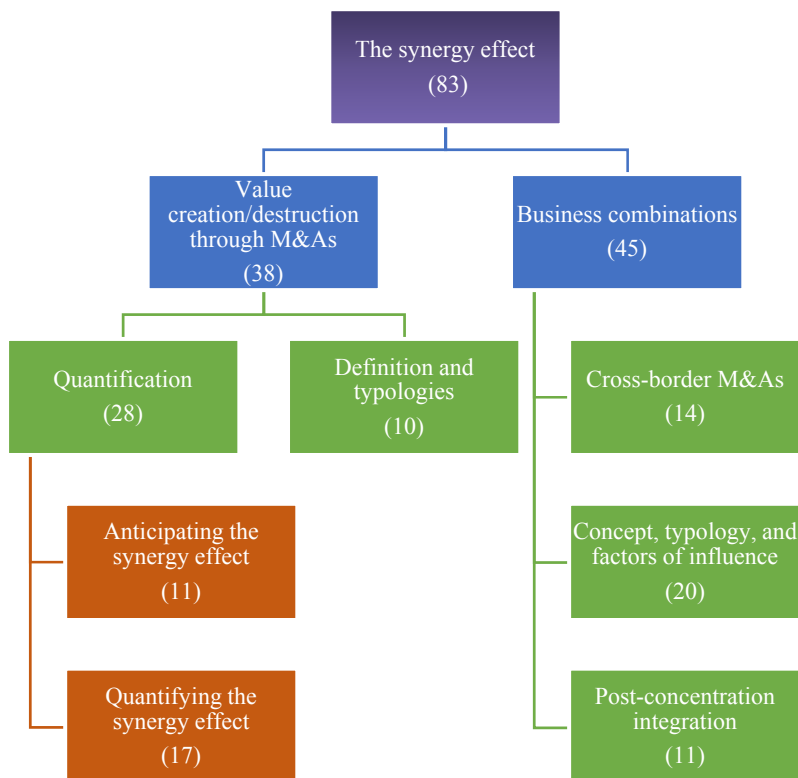 The synergy effect
(83)
Value
creation/destruction
through M&As
(38)
Business combinations
(45)
Quantification
(28)
Definition and
typologies
(10)
Cross-border M&As
(14)
Anticipating the
synergy effect
(11)
Concept, typology, and
factors of influence
(20)
Quantifying the
synergy effect
(17)
Post-concentration
integration
(11)